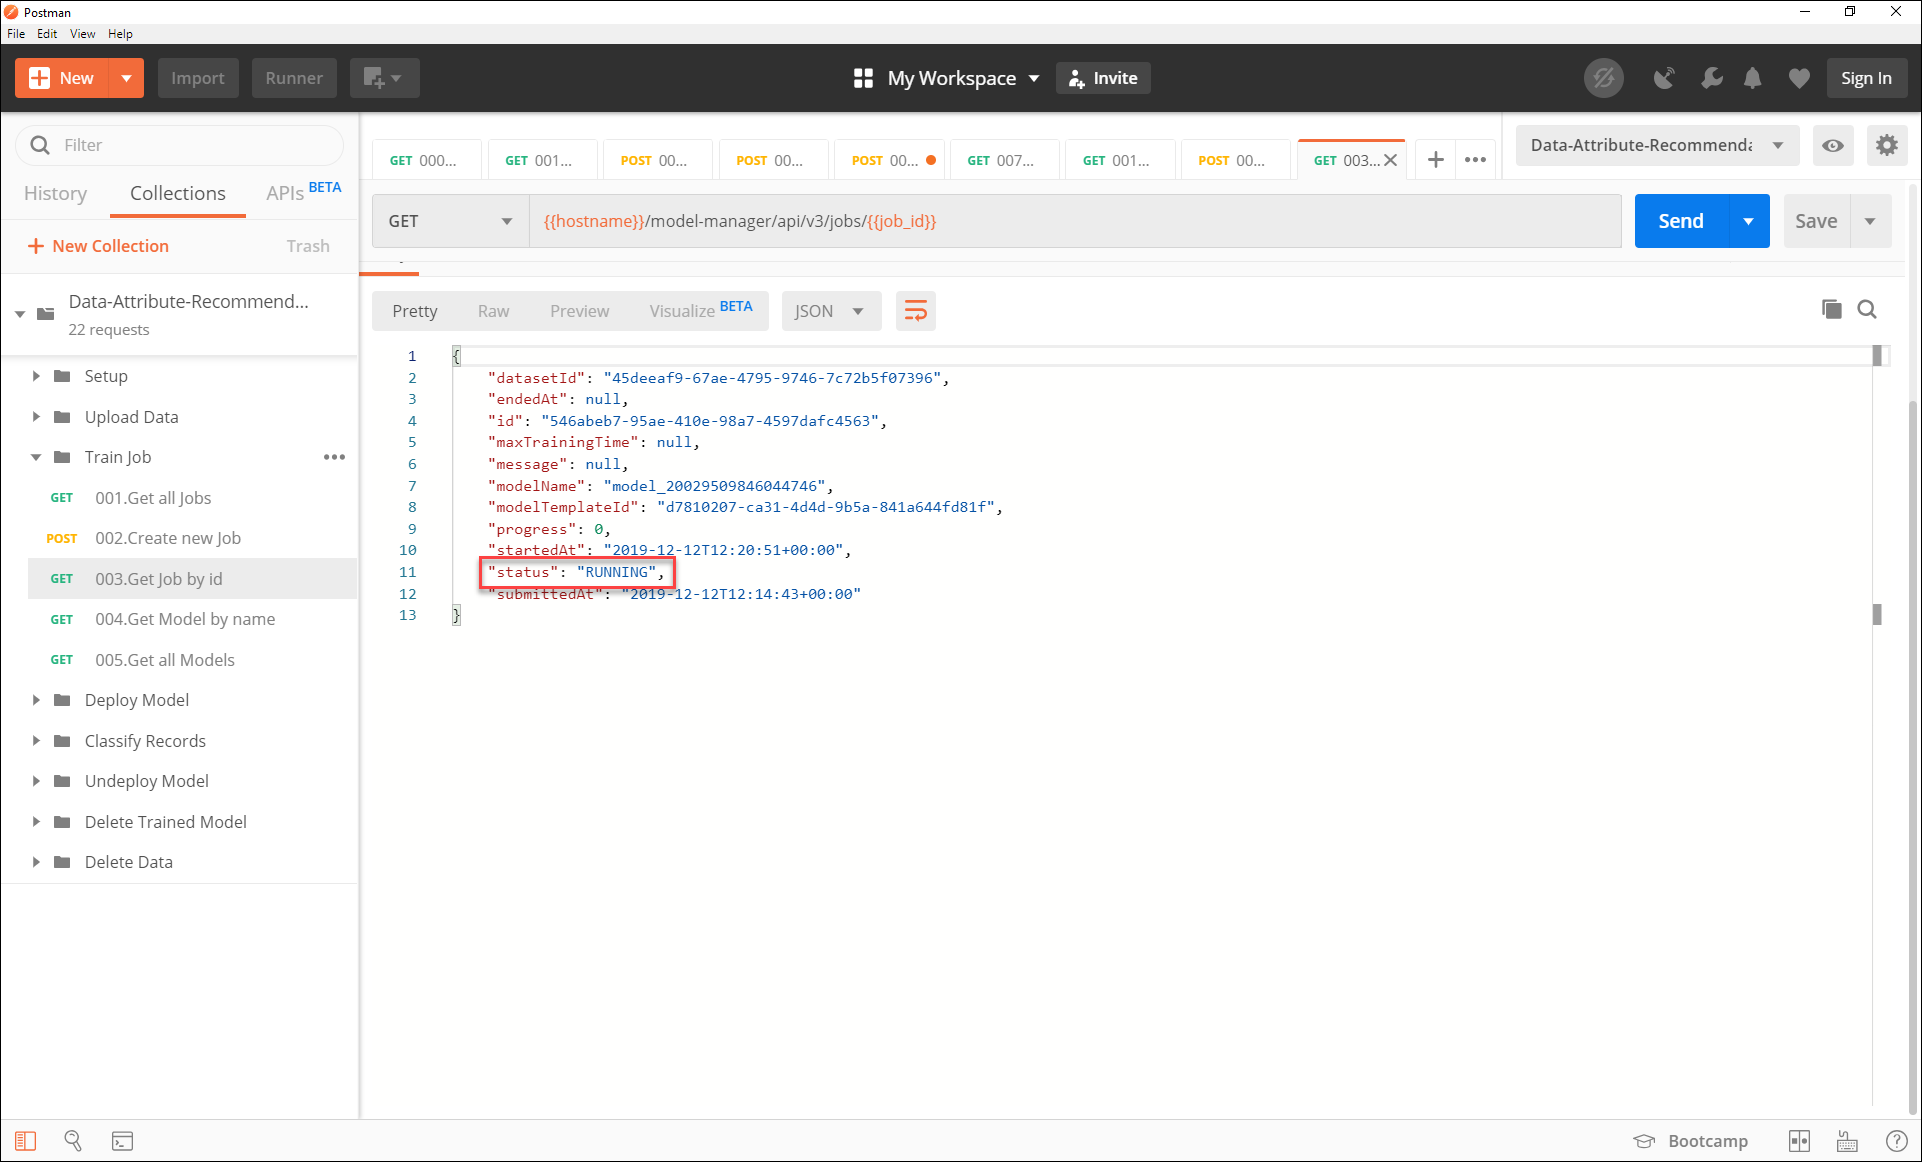 Postman
File Edit View Help
New Import Runner My Workspace Invite Sign In
Filter
History Collections APIs BETA
New Collection Trash
Data-Attribute-Recommend...
22 requests
Setup
Upload Data
Train Job
GET 001.Get all Jobs
POST 002.Create new Job
GET 003.Get Job by id
GET 004.Get Model by name
GET 005.Get all Models
Deploy Model
Classify Records
Undeploy Model
Delete Trained Model
Delete Data
GET 000... GET 001... POST 00... POST 00... POST 00... GET 007... GET 001... POST 00... GET 003...
Data-Attribute-Recommend
GET {{hostname}}/model-manager/api/v3/jobs/{{job_id}} Send Save
Pretty Raw Preview Visualize BETA JSON
1 {
2 "datasetId": "45deeaf9-67ae-4795-9746-7c72b5f07396",
3 "endedAt": null,
4 "id": "546abeb7-95ae-410e-98a7-4597dafc4563",
5 "maxTrainingTime": null,
6 "message": null,
7 "modelName": "model_20029509846044746",
8 "modelTemplateId": "d7810207-ca31-4d4d-9b5a-841a644fd81f",
9 "progress": 0,
10 "startedAt": "2019-12-12T12:20:51+00:00",
11 "status": "RUNNING",
12 "submittedAt": "2019-12-12T12:14:43+00:00"
13 }
Bootcamp